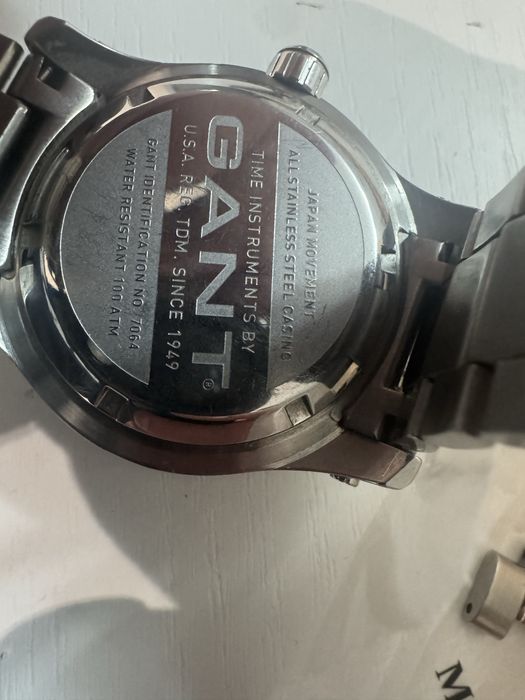 JAPAN MOVEMENT
ALL STAINLESS STEEL CASING
TIME INSTRUMENTS BY
GANT®
U.S.A. REG. TDM. SINCE 1949
GANT IDENTIFICATION NO 7064
WATER RESISTANT 100 ATM
M